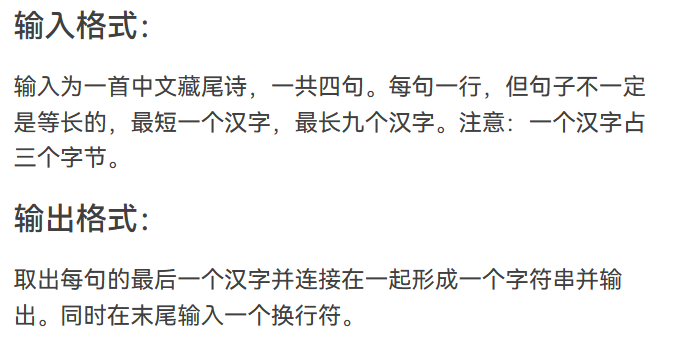 输入格式：
输入为一首中文藏尾诗，一共四句。每句一行，但句子不一定
是等长的，最短一个汉字，最长九个汉字。注意：一个汉字占
三个字节。
输出格式：
取出每句的最后一个汉字并连接在一起形成一个字符串并输
出。同时在末尾输入一个换行符。